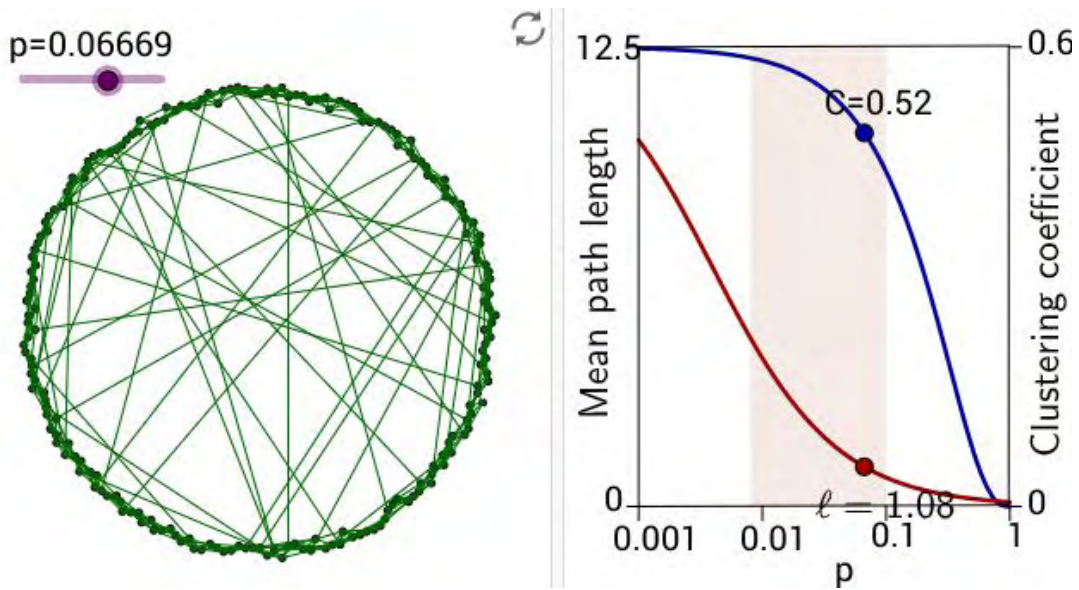 p=0.06669
12.5
0.6
C=0.52
Mean path length
Clustering coefficient
ℓ = 1.08
0
0
0.001
0.01
0.1
1
p